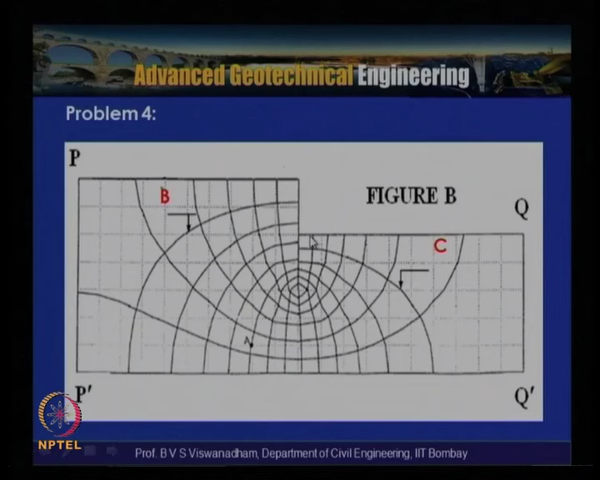 Advanced Geotechnical Engineering
Problem 4:
P
B
FIGURE B
Q
C
A
P'
Q'
NPTEL
Prof. B V S Viswanadham, Department of Civil Engineering, IIT Bombay